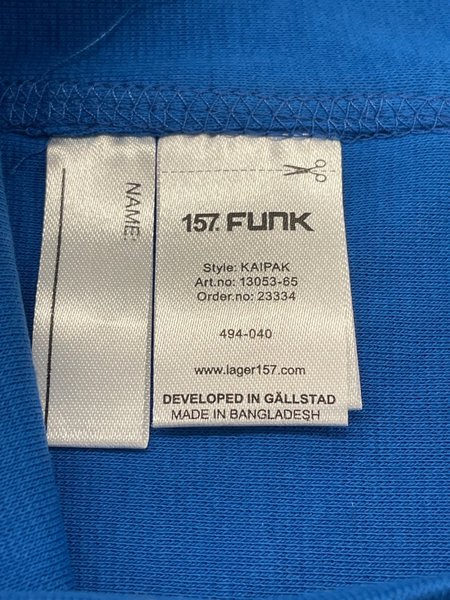 NAME:
157. FUNK
Style: KAIPAK
Art.no: 13053-65
Order.no: 23334
494-040
www.lager157.com
DEVELOPED IN GÄLLSTAD
MADE IN BANGLADESH